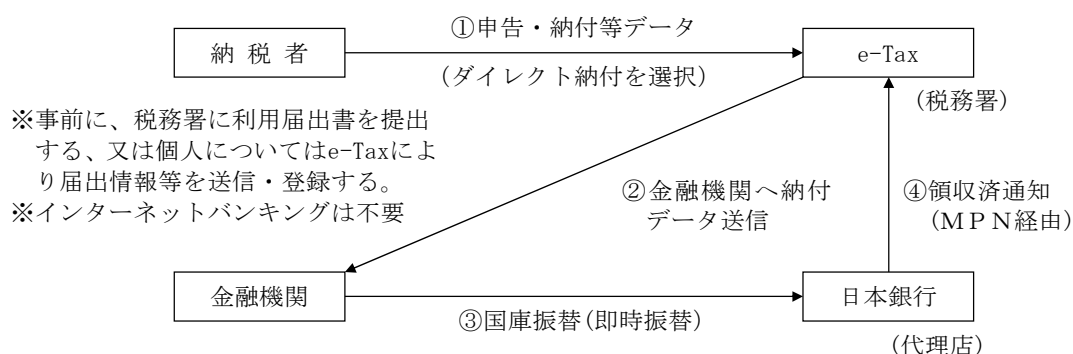 ①申告・納付等データ
納 税 者
e-Tax
(ダイレクト納付を選択)
(税務署)
※事前に、税務署に利用届出書を提出
する、又は個人についてはe-Taxによ
り届出情報等を送信・登録する。
※インターネットバンキングは不要
②金融機関へ納付
データ送信
④領収済通知
(ＭＰＮ経由)
金融機関
日本銀行
③国庫振替(即時振替)
(代理店)